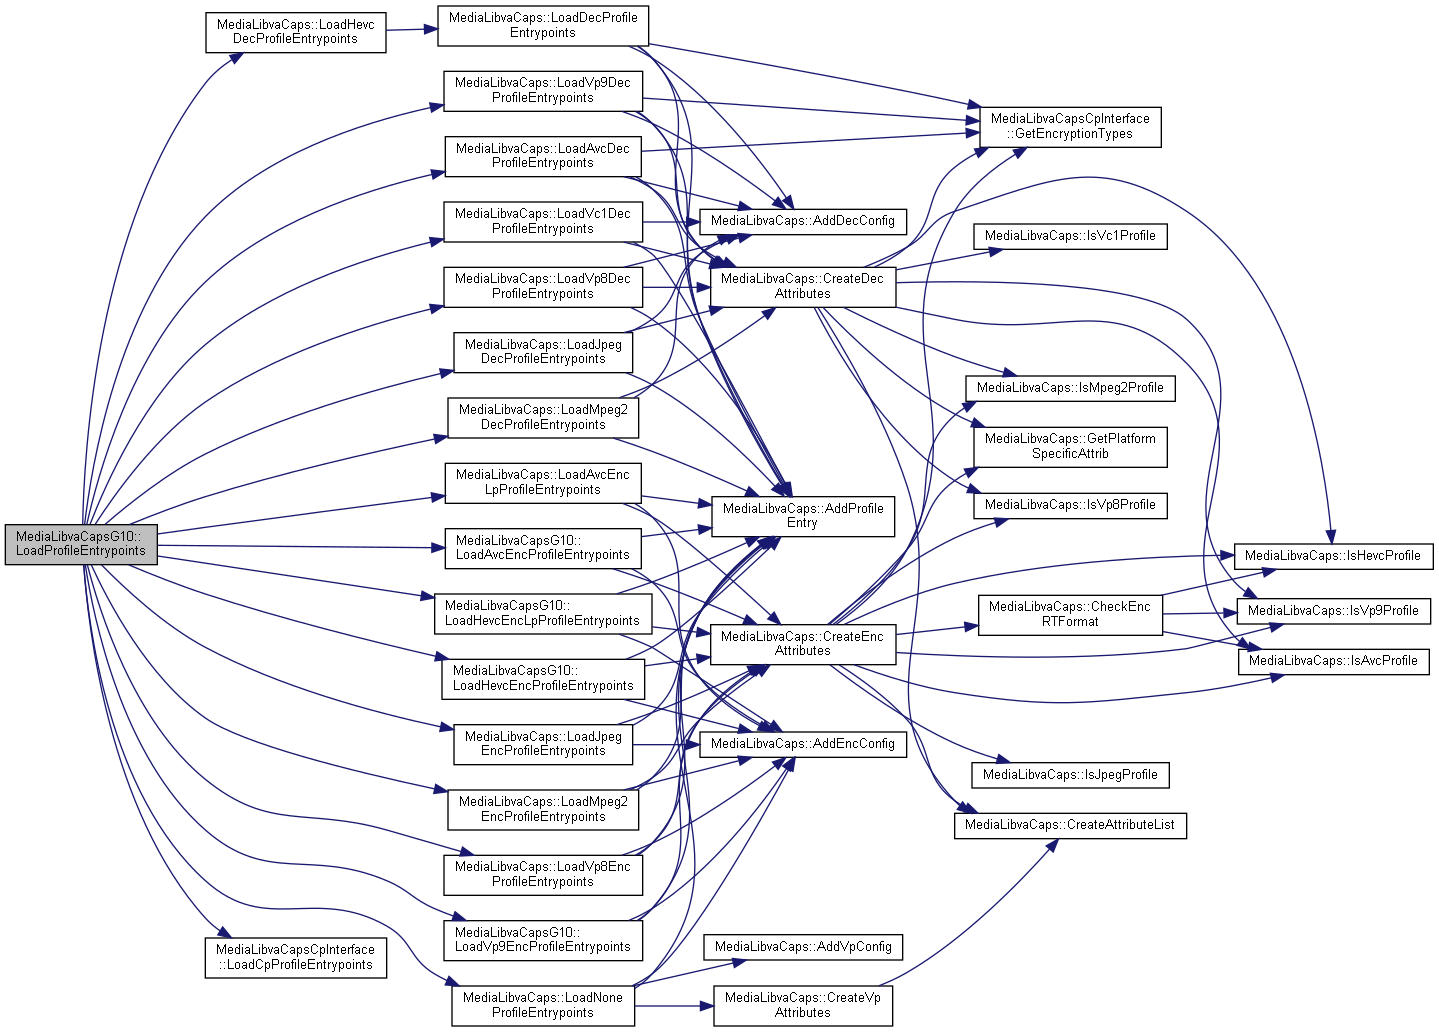 MediaLibvaCapsG10::
LoadProfileEntrypoints
MediaLibvaCaps::LoadHevc
DecProfileEntrypoints
MediaLibvaCapsCpInterface
::LoadCpProfileEntrypoints
MediaLibvaCaps::LoadDecProfile
Entrypoints
MediaLibvaCaps::LoadVp9Dec
ProfileEntrypoints
MediaLibvaCaps::LoadAvcDec
ProfileEntrypoints
MediaLibvaCaps::LoadVc1Dec
ProfileEntrypoints
MediaLibvaCaps::LoadVp8Dec
ProfileEntrypoints
MediaLibvaCaps::LoadJpeg
DecProfileEntrypoints
MediaLibvaCaps::LoadMpeg2
DecProfileEntrypoints
MediaLibvaCaps::LoadAvcEnc
LpProfileEntrypoints
MediaLibvaCapsG10::
LoadAvcEncProfileEntrypoints
MediaLibvaCapsG10::
LoadHevcEncLpProfileEntrypoints
MediaLibvaCapsG10::
LoadHevcEncProfileEntrypoints
MediaLibvaCaps::LoadJpeg
EncProfileEntrypoints
MediaLibvaCaps::LoadMpeg2
EncProfileEntrypoints
MediaLibvaCaps::LoadVp8Enc
ProfileEntrypoints
MediaLibvaCapsG10::
LoadVp9EncProfileEntrypoints
MediaLibvaCaps::LoadNone
ProfileEntrypoints
MediaLibvaCaps::AddDecConfig
MediaLibvaCaps::CreateDec
Attributes
MediaLibvaCaps::AddProfile
Entry
MediaLibvaCaps::CreateEnc
Attributes
MediaLibvaCaps::AddEncConfig
MediaLibvaCaps::AddVpConfig
MediaLibvaCaps::CreateVp
Attributes
MediaLibvaCapsCpInterface
::GetEncryptionTypes
MediaLibvaCaps::IsVc1Profile
MediaLibvaCaps::IsMpeg2Profile
MediaLibvaCaps::GetPlatform
SpecificAttrib
MediaLibvaCaps::IsVp8Profile
MediaLibvaCaps::CheckEnc
RTFormat
MediaLibvaCaps::IsJpegProfile
MediaLibvaCaps::CreateAttributeList
MediaLibvaCaps::IsHevcProfile
MediaLibvaCaps::IsVp9Profile
MediaLibvaCaps::IsAvcProfile